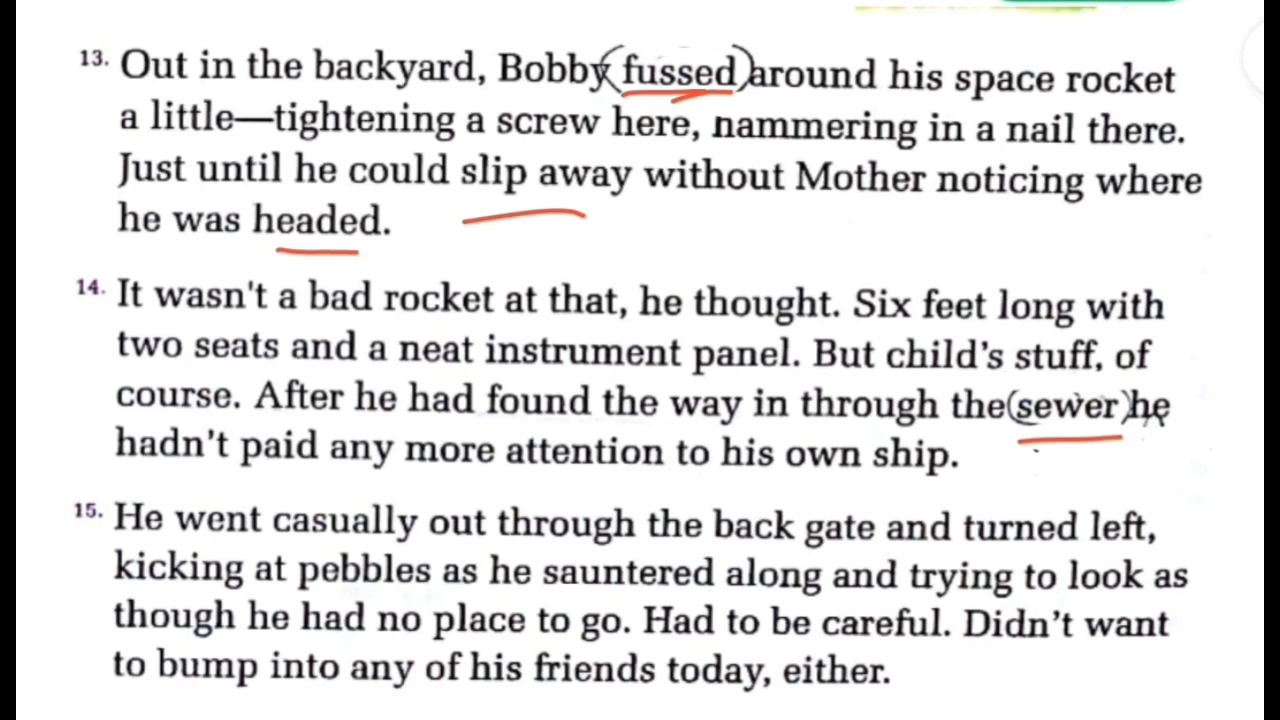 13. Out in the backyard, Bobby fussed around his space rocket
a little—tightening a screw here, hammering in a nail there.
Just until he could slip away without Mother noticing where
he was headed.
14. It wasn't a bad rocket at that, he thought. Six feet long with
two seats and a neat instrument panel. But child's stuff, of
course. After he had found the way in through the sewer he
hadn't paid any more attention to his own ship.
15. He went casually out through the back gate and turned left,
kicking at pebbles as he sauntered along and trying to look as
though he had no place to go. Had to be careful. Didn't want
to bump into any of his friends today, either.